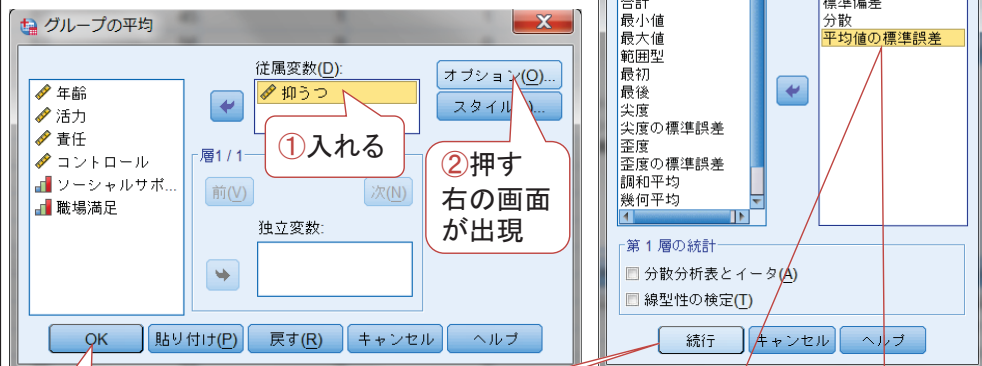 グループの平均
年齢
活力
責任
コントロール
ソーシャルサポ...
職場満足
従属変数(D):
抑うつ
オプション(O)...
スタイル
①入れる
②押す
右の画面
が出現
層1 / 1
前(V)
次(N)
独立変数:
OK
貼り付け(P)
戻す(R)
キャンセル
ヘルプ
合計
最小値
最大値
範囲型
最初
最後
尖度
尖度の標準誤差
歪度
歪度の標準誤差
調和平均
幾何平均
標準偏差
分散
平均値の標準誤差
第 1 層の統計
分散分析表とイータ(A)
線型性の検定(T)
続行
キャンセル
ヘルプ